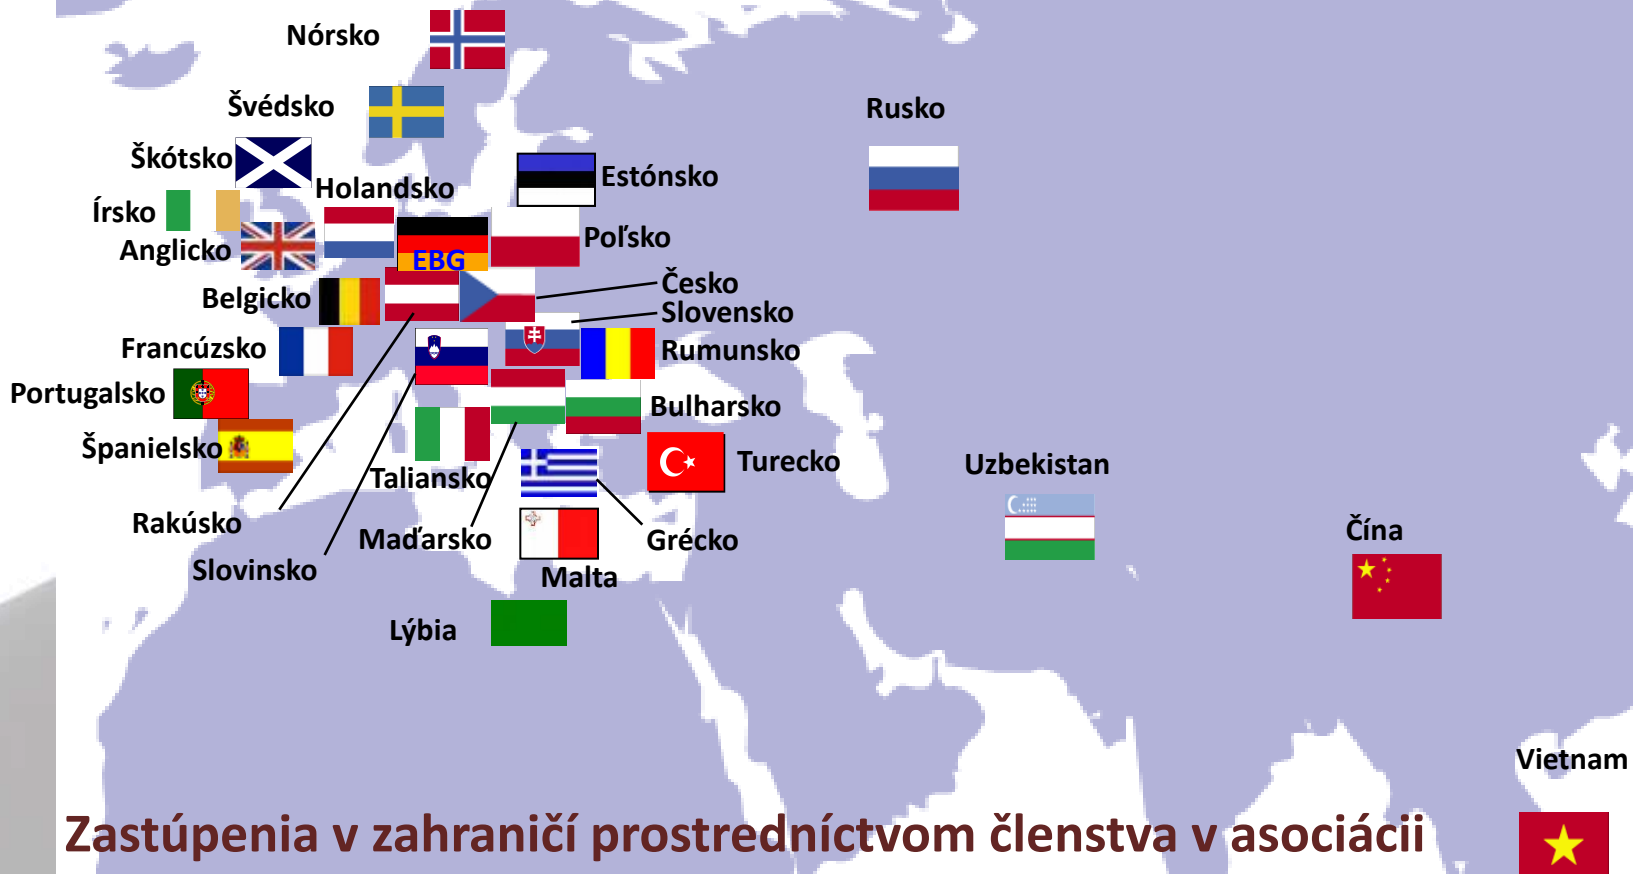 Nórsko
Švédsko
Rusko
Škótsko
Estónsko
Holandsko
Írsko
Anglicko
Poľsko
EBG
Česko
Belgicko
Slovensko
Francúzsko
Rumunsko
Portugalsko
Bulharsko
Španielsko
Turecko
Uzbekistan
Taliansko
Rakúsko
Čína
Maďarsko
Grécko
Slovinsko
Malta
Lýbia
Vietnam
Zastúpenia v zahraničí prostredníctvom členstva v asociácii